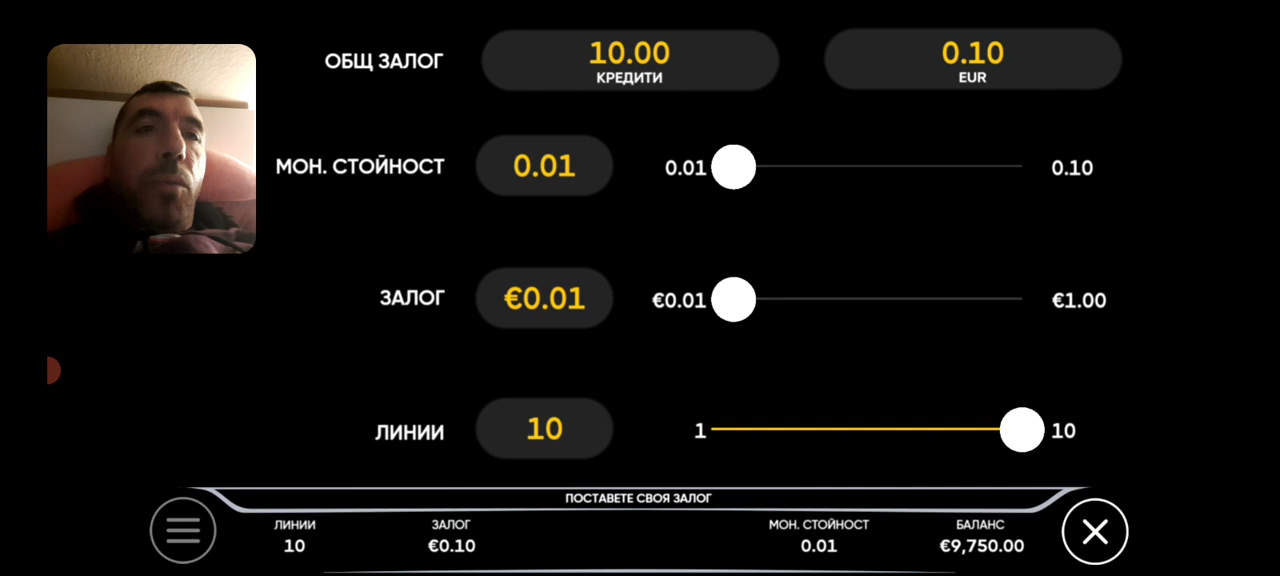 ОБЩ ЗАЛОГ
10.00
КРЕДИТИ
0.10
EUR
МОН. СТОЙНОСТ
0.01
0.01
0.10
ЗАЛОГ
€0.01
€0.01
€1.00
ЛИНИИ
10
1
10
ПОСТАВЕТЕ СВОЯ ЗАЛОГ
ЛИНИИ
10
ЗАЛОГ
€0.10
МОН. СТОЙНОСТ
0.01
БАЛАНС
€9,750.00